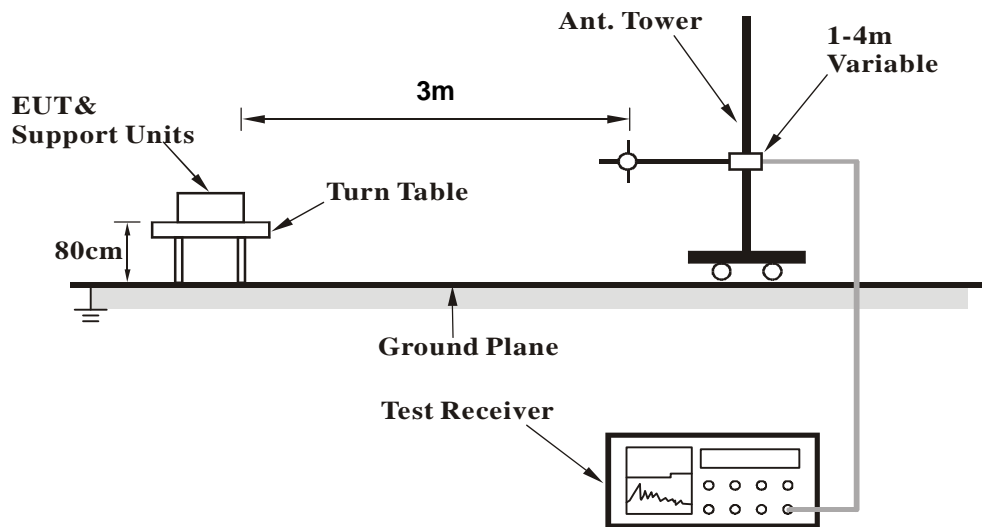 Ant. Tower
1-4m
Variable
3m
EUT&
Support Units
Turn Table
80cm
Ground Plane
Test Receiver